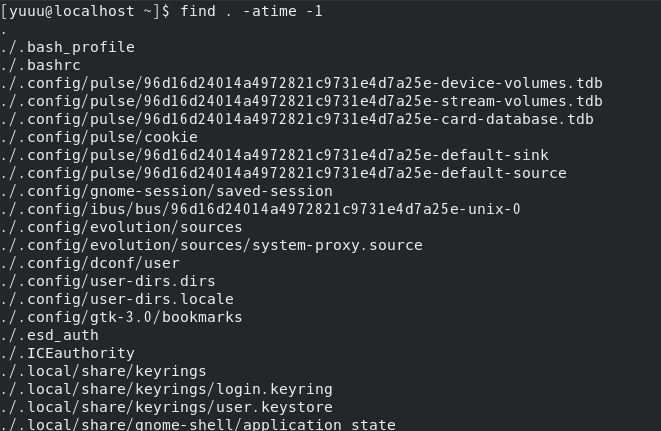 [yuuu@localhost ~]$ find . -atime -1
.
./.bash_profile
./.bashrc
./.config/pulse/96d16d24014a4972821c9731e4d7a25e-device-volumes.tdb
./.config/pulse/96d16d24014a4972821c9731e4d7a25e-stream-volumes.tdb
./.config/pulse/96d16d24014a4972821c9731e4d7a25e-card-database.tdb
./.config/pulse/cookie
./.config/pulse/96d16d24014a4972821c9731e4d7a25e-default-sink
./.config/pulse/96d16d24014a4972821c9731e4d7a25e-default-source
./.config/gnome-session/saved-session
./.config/ibus/bus/96d16d24014a4972821c9731e4d7a25e-unix-0
./.config/evolution/sources
./.config/evolution/sources/system-proxy.source
./.config/dconf/user
./.config/user-dirs.dirs
./.config/user-dirs.locale
./.config/gtk-3.0/bookmarks
./.esd_auth
./.ICEauthority
./.local/share/keyrings
./.local/share/keyrings/login.keyring
./.local/share/keyrings/user.keystore
./.local/share/gnome-shell/application_state